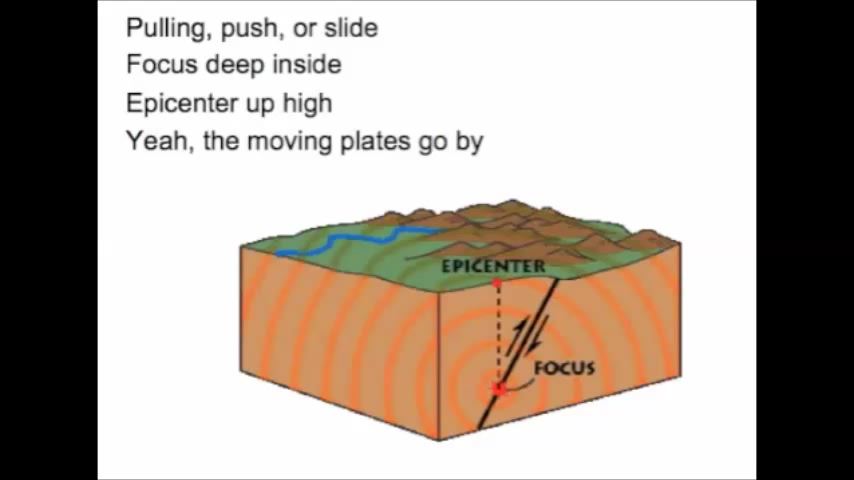 Pulling, push, or slide
Focus deep inside
Epicenter up high
Yeah, the moving plates go by
EPICENTER
FOCUS